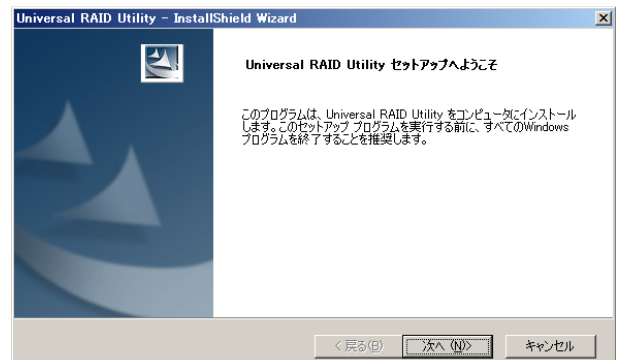 Universal RAID Utility - InstallShield Wizard
Universal RAID Utility セットアップへようこそ
このプログラムは、Universal RAID Utility をコンピュータにインストール
します。このセットアップ プログラムを実行する前に、すべてのWindows
プログラムを終了することを推奨します。
< 戻る(B)
次へ (N)>
キャンセル